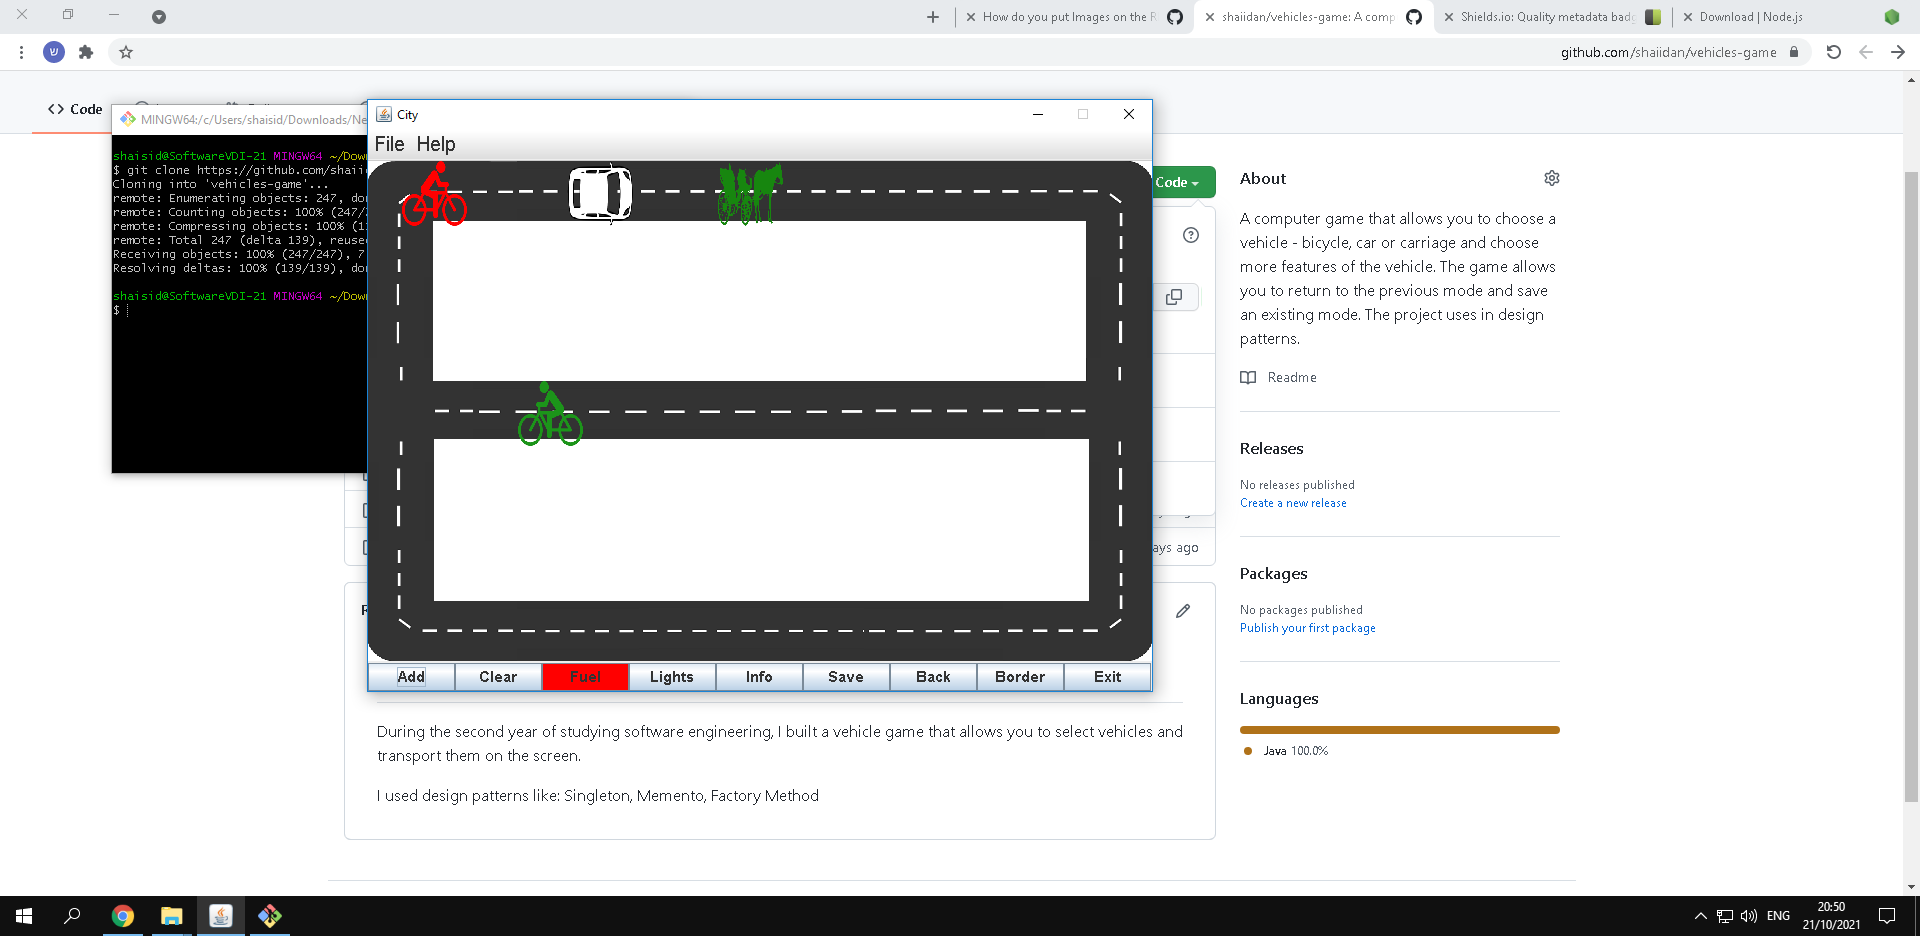 How do you put Images on the R
shaiidan/vehicles-game: A comp
Shields.io: Quality metadata badg
Download | Node.js
ש
github.com/shaiidan/vehicles-game
<> Code
MINGW64:/c/Users/shaisid/Downloads/Ne
shaisid@SoftwareVDI-21 MINGW64 ~/Dow
$ git clone https://github.com/shaii
Cloning into 'vehicles-game'...
remote: Enumerating objects: 247, do
remote: Counting objects: 100% (247/
remote: Compressing objects: 100% (1
remote: Total 247 (delta 139), reuse
Receiving objects: 100% (247/247), 7
Resolving deltas: 100% (139/139), do
shaisid@SoftwareVDI-21 MINGW64 ~/Dow
$
City
File Help
Add Clear Fuel Lights Info Save Back Border Exit
Code
ays ago
During the second year of studying software engineering, I built a vehicle game that allows you to select vehicles and
transport them on the screen.
I used design patterns like: Singleton, Memento, Factory Method
About
A computer game that allows you to choose a
vehicle - bicycle, car or carriage and choose
more features of the vehicle. The game allows
you to return to the previous mode and save
an existing mode. The project uses in design
patterns.
Readme
Releases
No releases published
Create a new release
Packages
No packages published
Publish your first package
Languages
Java 100.0%
ENG
20:50
21/10/2021